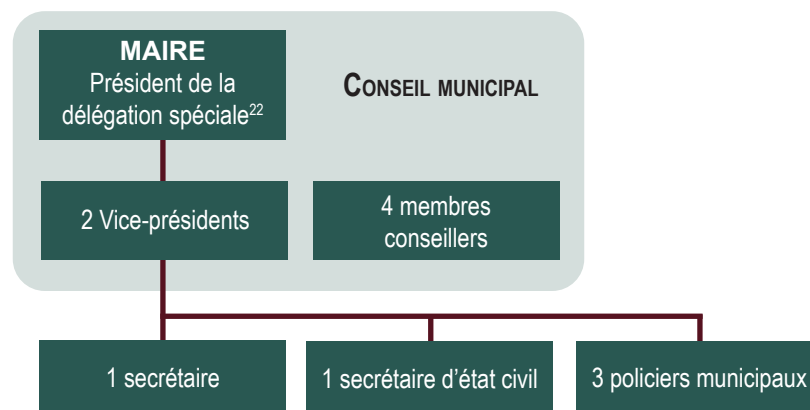 MAIRE
Président de la
délégation spéciale22
CONSEIL MUNICIPAL
2 Vice-présidents
4 membres
conseillers
1 secrétaire
1 secrétaire d'état civil
3 policiers municipaux